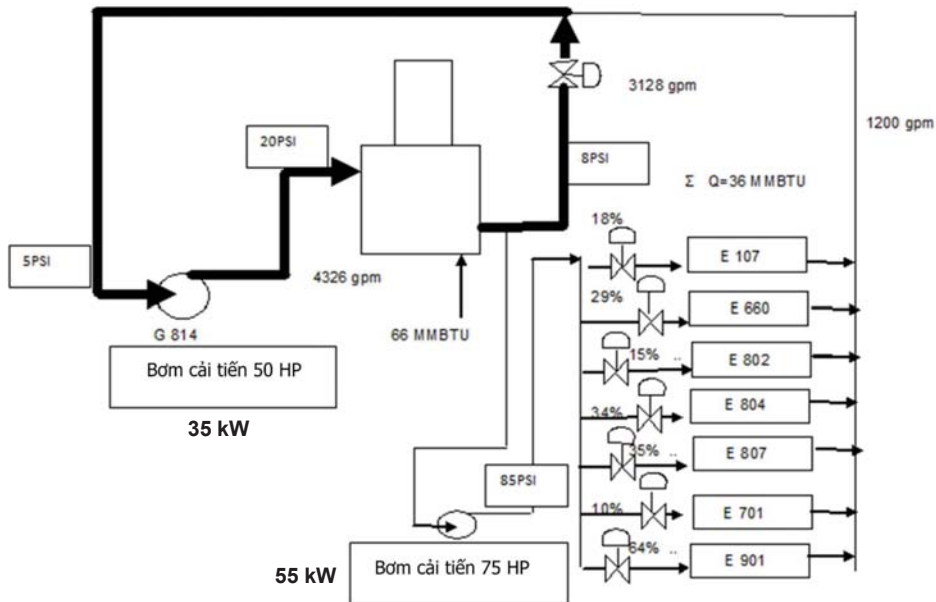 3128 gpm
1200 gpm
20PSI
8PSI
Σ Q=36 MMBTU
18%
5PSI
E 107
4326 gpm
29%
E 660
G 814
66 MMBTU
15% ..
E 802
Bơm cải tiến 50 HP
34%
E 804
35 kW
35% ..
E 807
85PSI
10%
E 701
64% ..
E 901
55 kW
Bơm cải tiến 75 HP